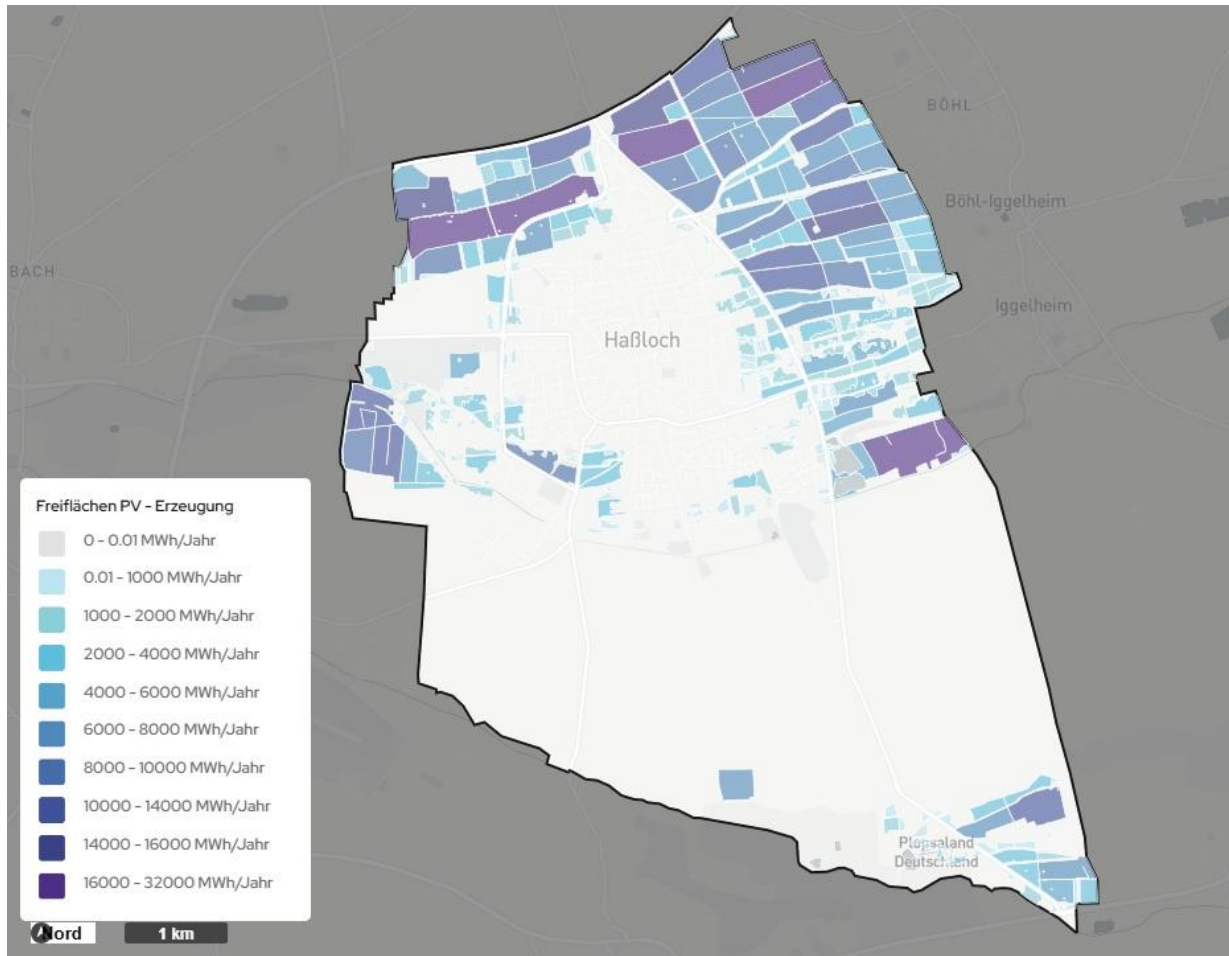 BÖHL
Böhl-Iggelheim
BACH
Iggelheim
Haßloch
Freiflächen PV - Erzeugung
0 - 0.01 MWh/Jahr
0.01 - 1000 MWh/Jahr
1000 - 2000 MWh/Jahr
2000 - 4000 MWh/Jahr
4000 - 6000 MWh/Jahr
6000 - 8000 MWh/Jahr
8000 - 10000 MWh/Jahr
10000 - 14000 MWh/Jahr
14000 - 16000 MWh/Jahr
16000 - 32000 MWh/Jahr
Plopsaland
Deutschland
Nord
1 km